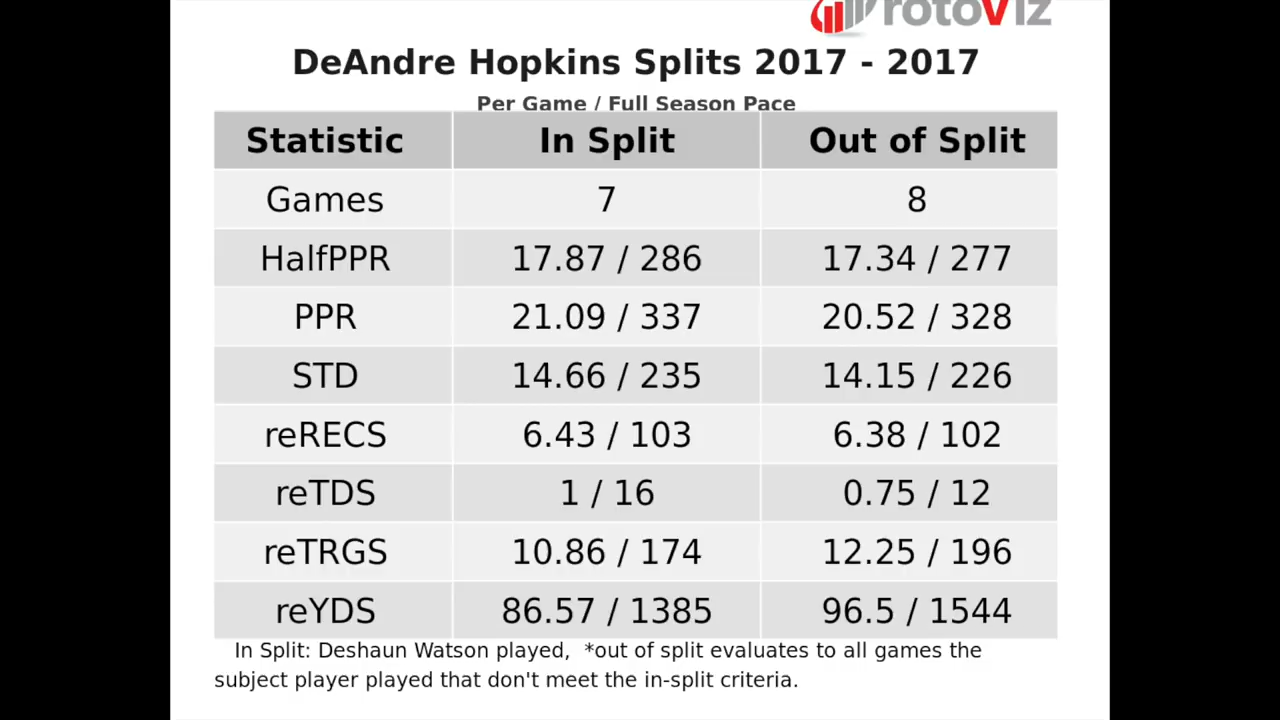 rotoviz
DeAndre Hopkins Splits 2017 - 2017
Per Game / Full Season Pace
Statistic In Split Out of Split
Games 7 8
HalfPPR 17.87 / 286 17.34 / 277
PPR 21.09 / 337 20.52 / 328
STD 14.66 / 235 14.15 / 226
reRECS 6.43 / 103 6.38 / 102
reTDS 1 / 16 0.75 / 12
reTRGS 10.86 / 174 12.25 / 196
reYDS 86.57 / 1385 96.5 / 1544
In Split: Deshaun Watson played, *out of split evaluates to all games the
subject player played that don't meet the in-split criteria.